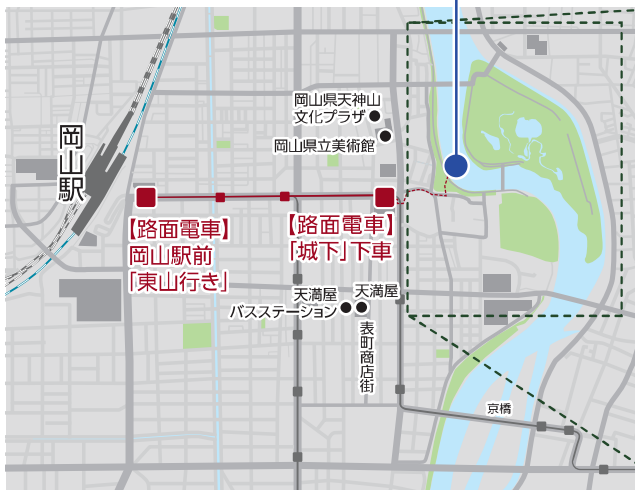 岡山県天神山
文化プラザ
岡山県立美術館
岡山駅
【路面電車】
岡山駅前
「東山行き」
【路面電車】
「城下」下車
天満屋
バスステーション
天満屋
表町商店街
京橋